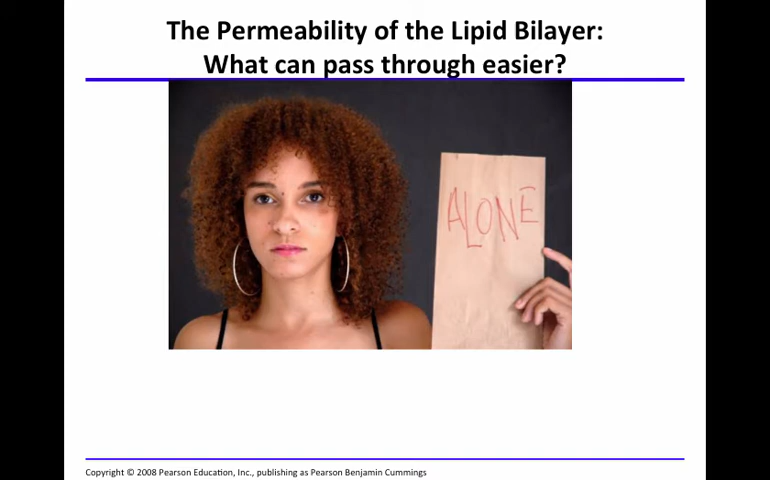 The Permeability of the Lipid Bilayer:
What can pass through easier?
ALONE
Copyright © 2008 Pearson Education, Inc., publishing as Pearson Benjamin Cummings